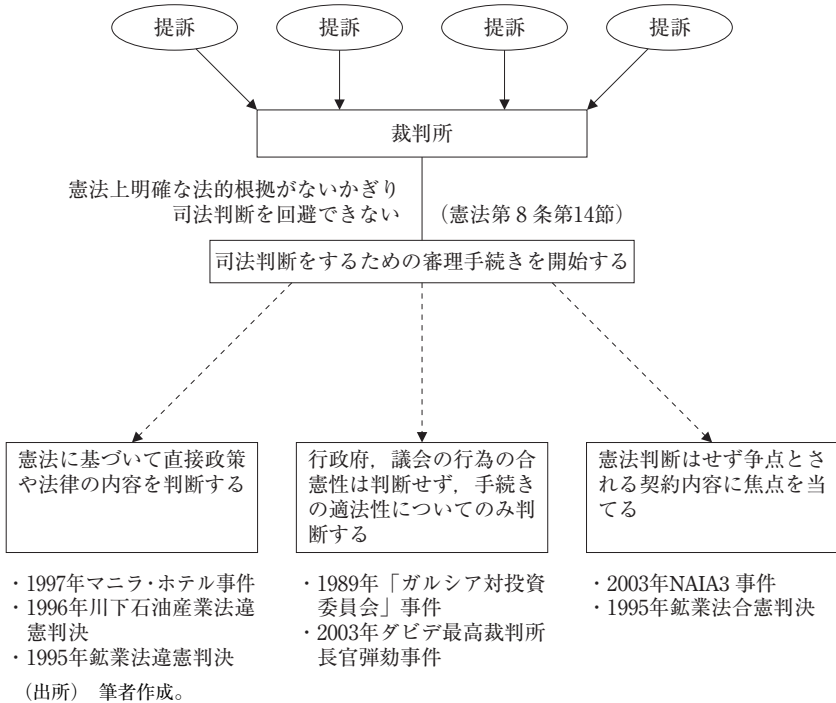 提訴
提訴
提訴
提訴
裁判所
憲法上明確な法的根拠がないかぎり
司法判断を回避できない
（憲法第8条第14節）
司法判断をするための審理手続きを開始する
憲法に基づいて直接政策
や法律の内容を判断する
行政府，議会の行為の合
憲性は判断せず，手続き
の適法性についてのみ判
断する
憲法判断はせず争点とさ
れる契約内容に焦点を当
てる
・1997年マニラ・ホテル事件
・1996年川下石油産業法違
憲判決
・1995年鉱業法違憲判決
・1989年「ガルシア対投資
委員会」事件
・2003年ダビデ最高裁判所
長官弾劾事件
・2003年NAIA3 事件
・1995年鉱業法合憲判決
（出所） 筆者作成。